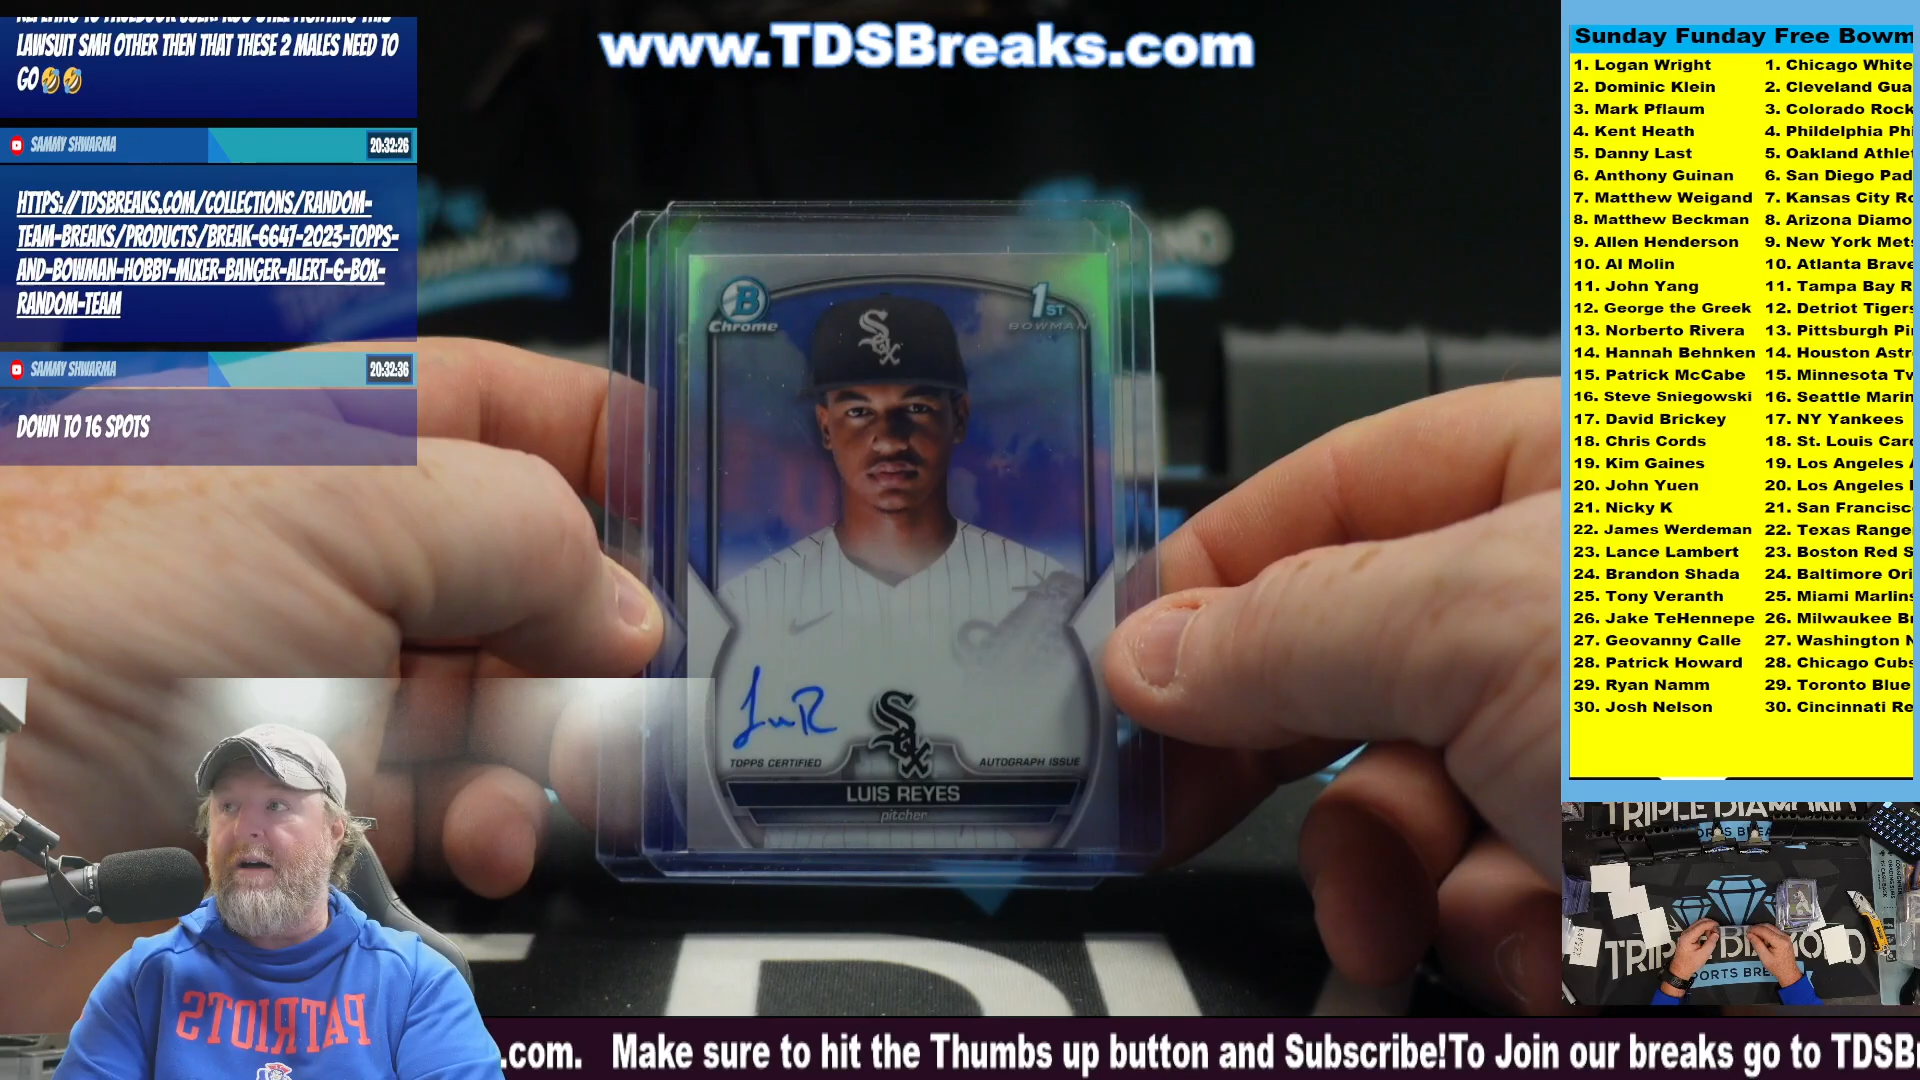 LAWSUIT SMH OTHER THEN THAT THESE 2 MALES NEED TO
GO🤣🤣
SAMMY SHWARMA
20:32:26
HTTPS://TDSBREAKS.COM/COLLECTIONS/RANDOM-
TEAM-BREAKS/PRODUCTS/BREAK-6647-2023-TOPPS-
AND-BOWMAN-HOBBY-MIXER-BANGER-ALERT-6-BOX-
RANDOM-TEAM
SAMMY SHWARMA
20:32:36
DOWN TO 16 SPOTS
www.TDSBreaks.com
B
Chrome
1ST
BOWMAN
Sox
Sox
TOPPS CERTIFIED
AUTOGRAPH ISSUE
LUIS REYES
pitcher
PATRIOTS
Sunday Funday Free Bowm
1. Logan Wright 1. Chicago White
2. Dominic Klein 2. Cleveland Gua
3. Mark Pflaum 3. Colorado Rock
4. Kent Heath 4. Phildelphia Phi
5. Danny Last 5. Oakland Athlet
6. Anthony Guinan 6. San Diego Pad
7. Matthew Weigand 7. Kansas City Ro
8. Matthew Beckman 8. Arizona Diamo
9. Allen Henderson 9. New York Mets
10. Al Molin 10. Atlanta Brave
11. John Yang 11. Tampa Bay R
12. George the Greek 12. Detriot Tigers
13. Norberto Rivera 13. Pittsburgh Pi
14. Hannah Behnken 14. Houston Astr
15. Patrick McCabe 15. Minnesota Tw
16. Steve Sniegowski 16. Seattle Marin
17. David Brickey 17. NY Yankees
18. Chris Cords 18. St. Louis Card
19. Kim Gaines 19. Los Angeles A
20. John Yuen 20. Los Angeles
21. Nicky K 21. San Francisc
22. James Werdeman 22. Texas Range
23. Lance Lambert 23. Boston Red S
24. Brandon Shada 24. Baltimore Ori
25. Tony Veranth 25. Miami Marlins
26. Jake TeHennepe 26. Milwaukee B
27. Geovanny Calle 27. Washington N
28. Patrick Howard 28. Chicago Cubs
29. Ryan Namm 29. Toronto Blue
30. Josh Nelson 30. Cincinnati Re
TRIPLE DIAMOND
.com. Make sure to hit the Thumbs up button and Subscribe!To Join our breaks go to TDSB